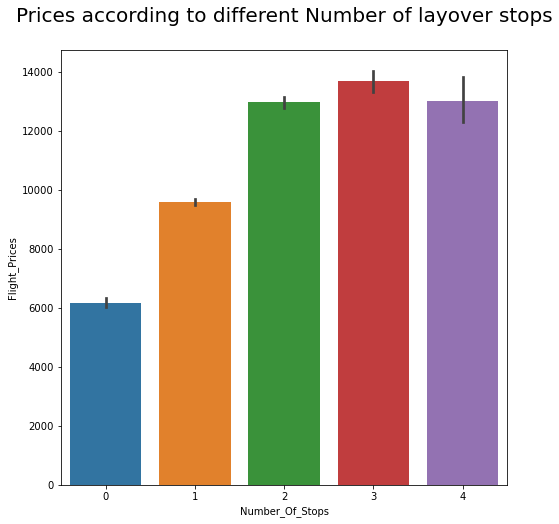 Prices according to different Number of layover stops
14000
12000
10000
8000
6000
4000
2000
0
Flight_Prices
0 1 2 3 4
Number_Of_Stops